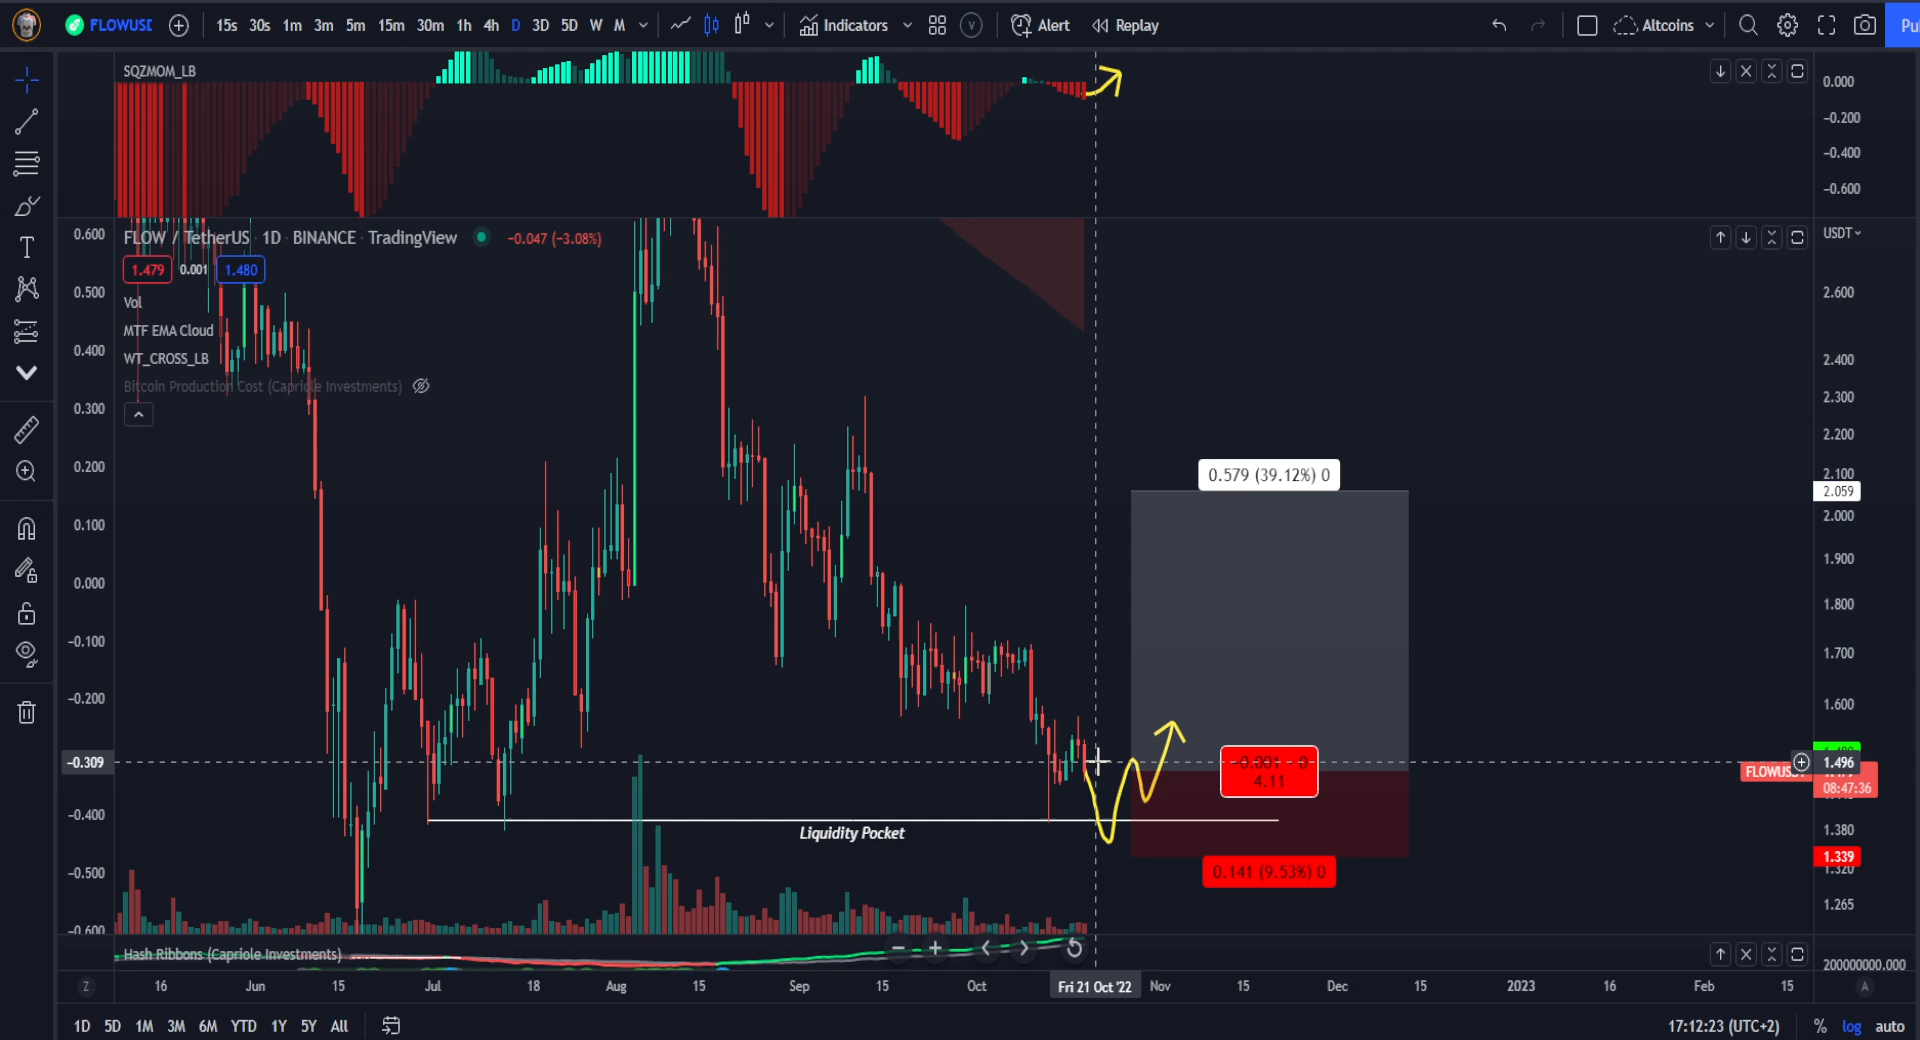 FLOWUSD 15s 30s 1m 3m 5m 15m 30m 1h 4h D 3D 5D W M Indicators V Alert Replay Altcoins Pu
SQZMOM_LB
0.000
-0.200
-0.400
-0.600
FLOW / TetherUS 1D BINANCE TradingView -0.047 (-3.08%)
USDT
1.479 0.001 1.480
Vol
MTF EMA Cloud
WT_CROSS_LB
Bitcoin Production Cost (Capriole Investments)
0.600
0.500
0.400
0.300
0.200
0.100
0.000
-0.100
-0.200
-0.309
-0.400
-0.500
-0.600
2.600
2.400
2.300
2.200
2.100
2.059
2.000
1.900
1.800
1.700
1.600
1.496
08:47:36
1.380
1.339
1.320
1.265
0.579 (39.12%) 0
-0.001 - 0
4.11
0.141 (9.53%) 0
Liquidity Pocket
Hash Ribbons (Capriole Investments)
200000000.000
Z 16 Jun 15 Jul 18 Aug 15 Sep 15 Oct Fri 21 Oct '22 Nov 15 Dec 15 2023 16 Feb 15 A
1D 5D 1M 3M 6M YTD 1Y 5Y All 17:12:23 (UTC+2) % log auto